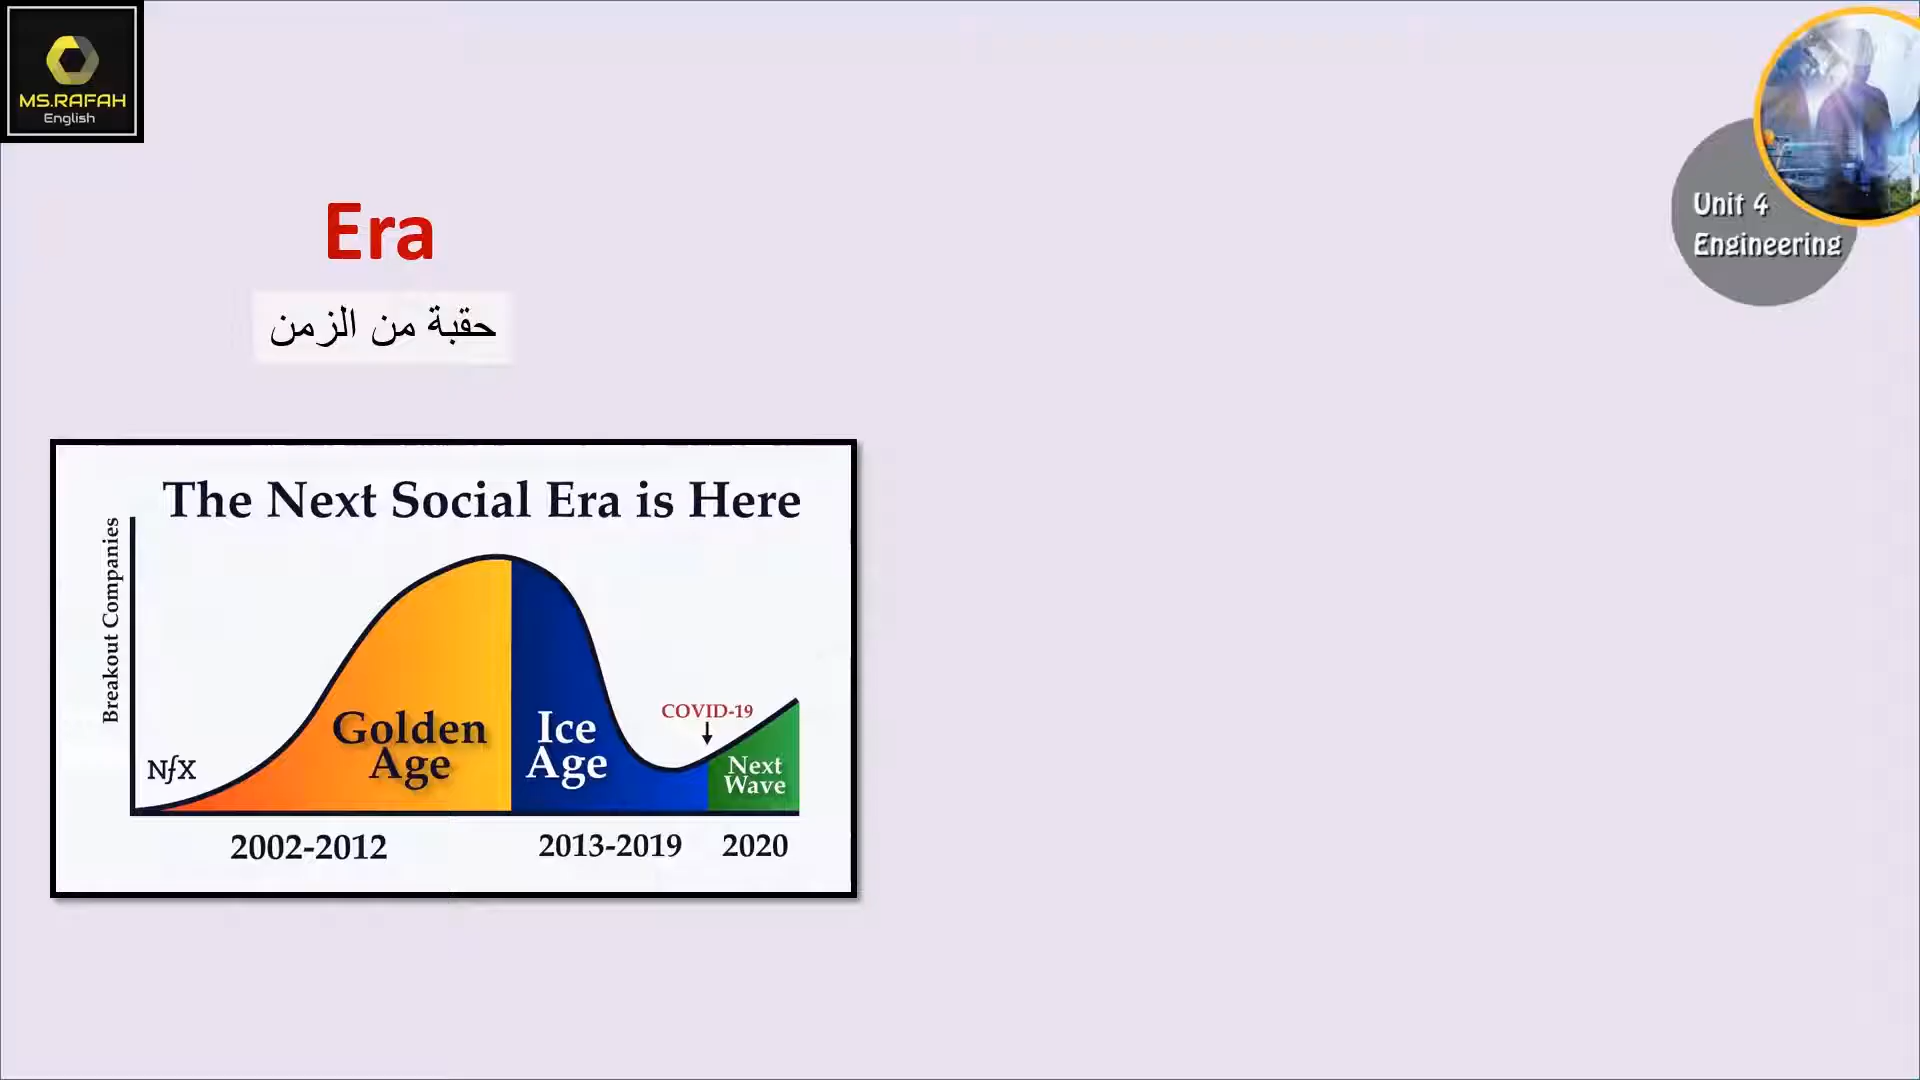 MS.RAFAH
English
Unit 4
Engineering
Era
حقبة من الزمن
The Next Social Era is Here
Breakout Companies
COVID-19
Golden
Age
Ice
Age
Next
Wave
NfX
2002-2012
2013-2019
2020